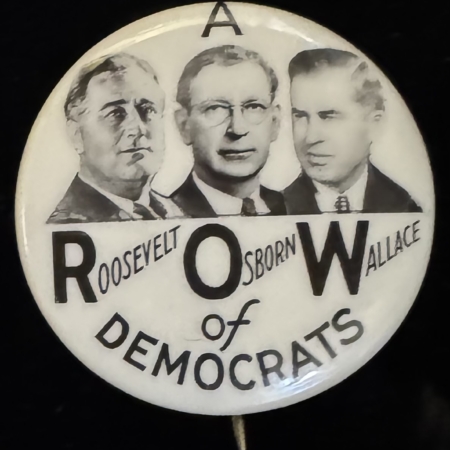 A
ROOSEVELT OSBORN WALLACE
of
DEMOCRATS